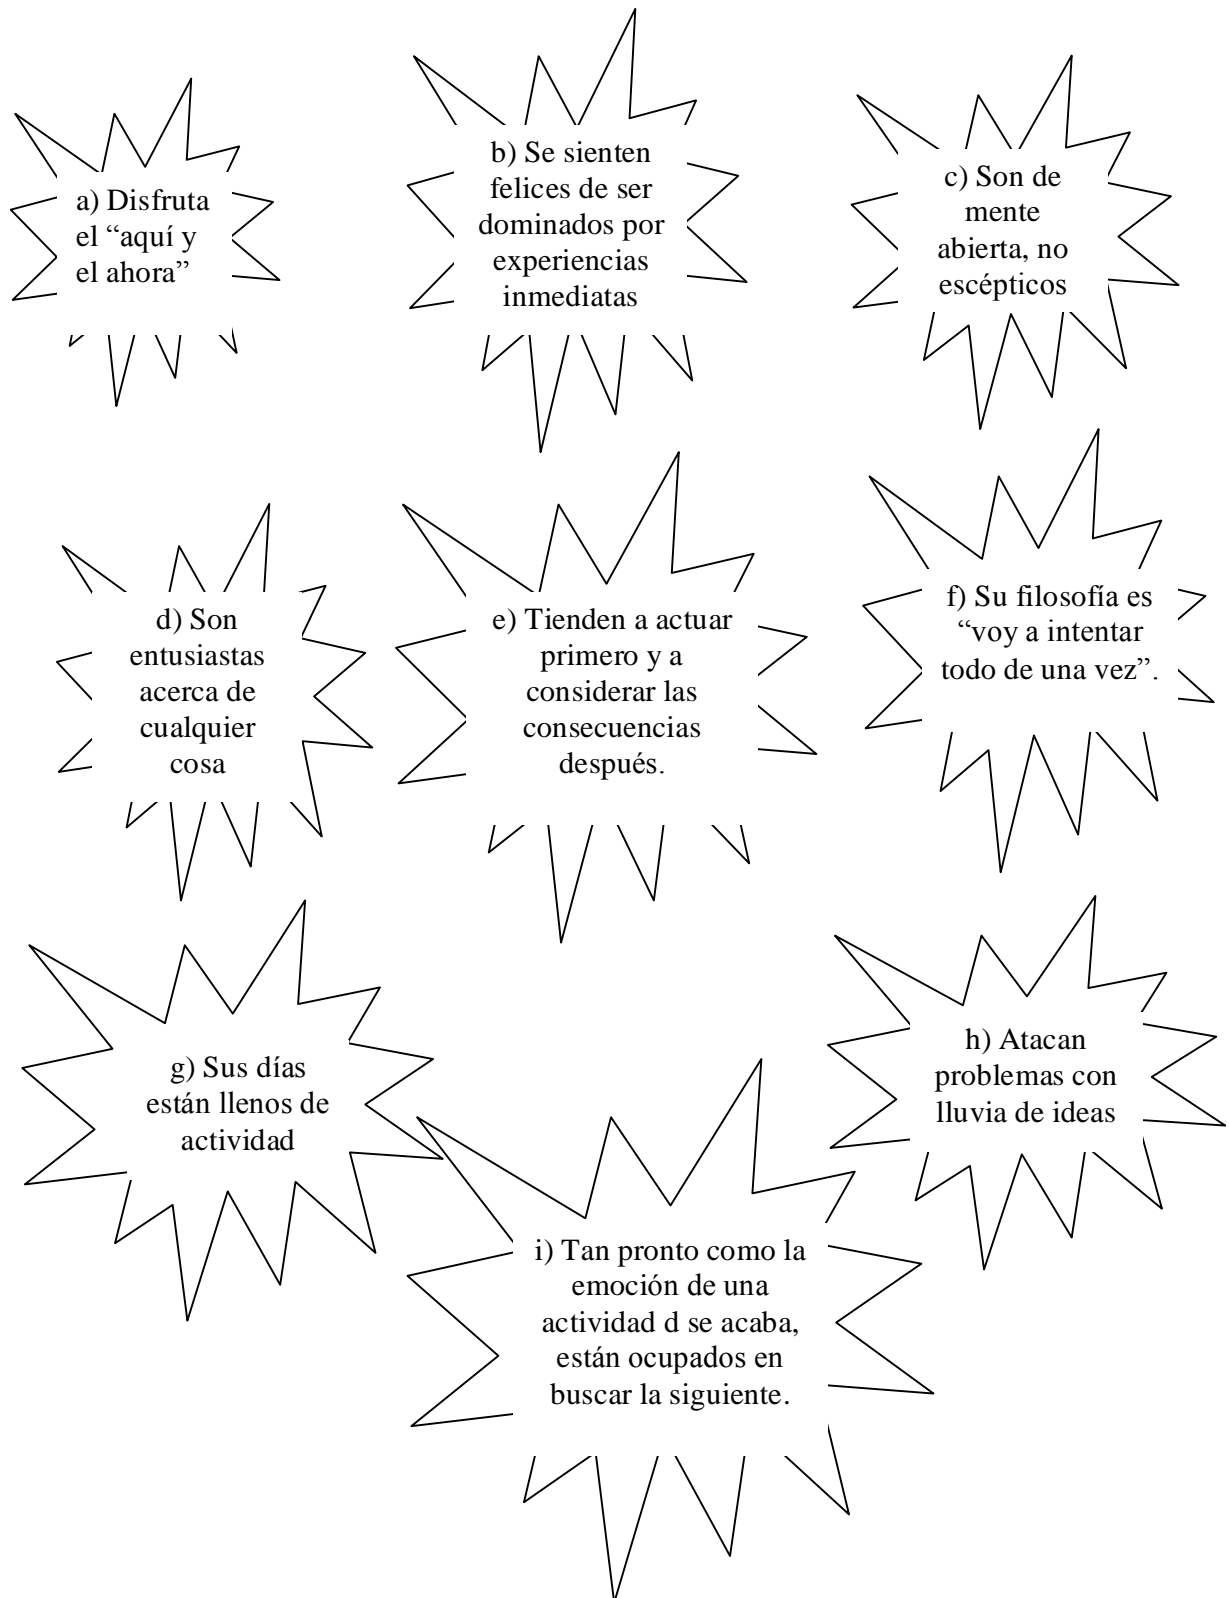 a) Disfruta
el “aquí y
el ahora”
b) Se sienten
felices de ser
dominados por
experiencias
inmediatas
c) Son de
mente
abierta, no
escépticos
d) Son
entusiastas
acerca de
cualquier
cosa
e) Tienden a actuar
primero y a
considerar las
consecuencias
después.
f) Su filosofía es
“voy a intentar
todo de una vez”.
g) Sus días
están llenos de
actividad
h) Atacan
problemas con
lluvia de ideas
i) Tan pronto como la
emoción de una
actividad d se acaba,
están ocupados en
buscar la siguiente.